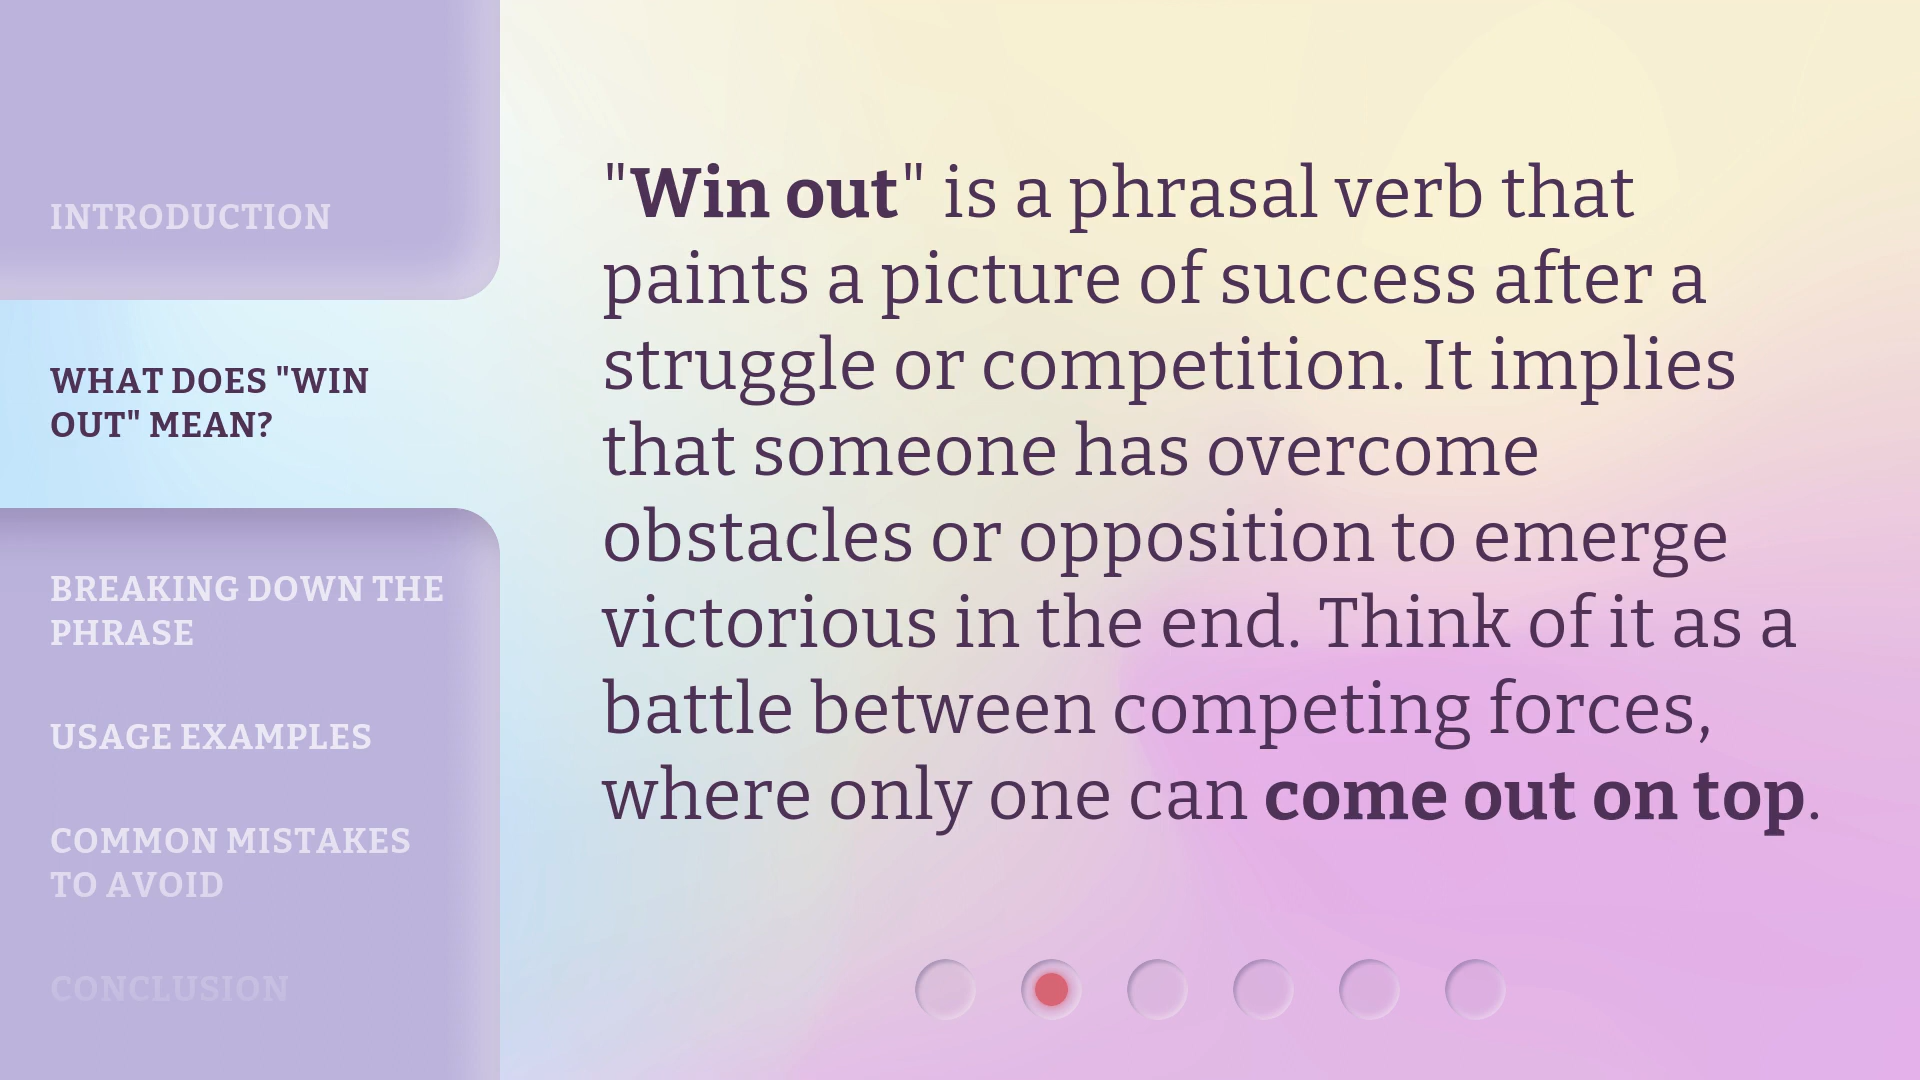 INTRODUCTION
WHAT DOES "WIN
OUT" MEAN?
BREAKING DOWN THE
PHRASE
USAGE EXAMPLES
COMMON MISTAKES
TO AVOID
CONCLUSION
"Win out" is a phrasal verb that
paints a picture of success after a
struggle or competition. It implies
that someone has overcome
obstacles or opposition to emerge
victorious in the end. Think of it as a
battle between competing forces,
where only one can come out on top.